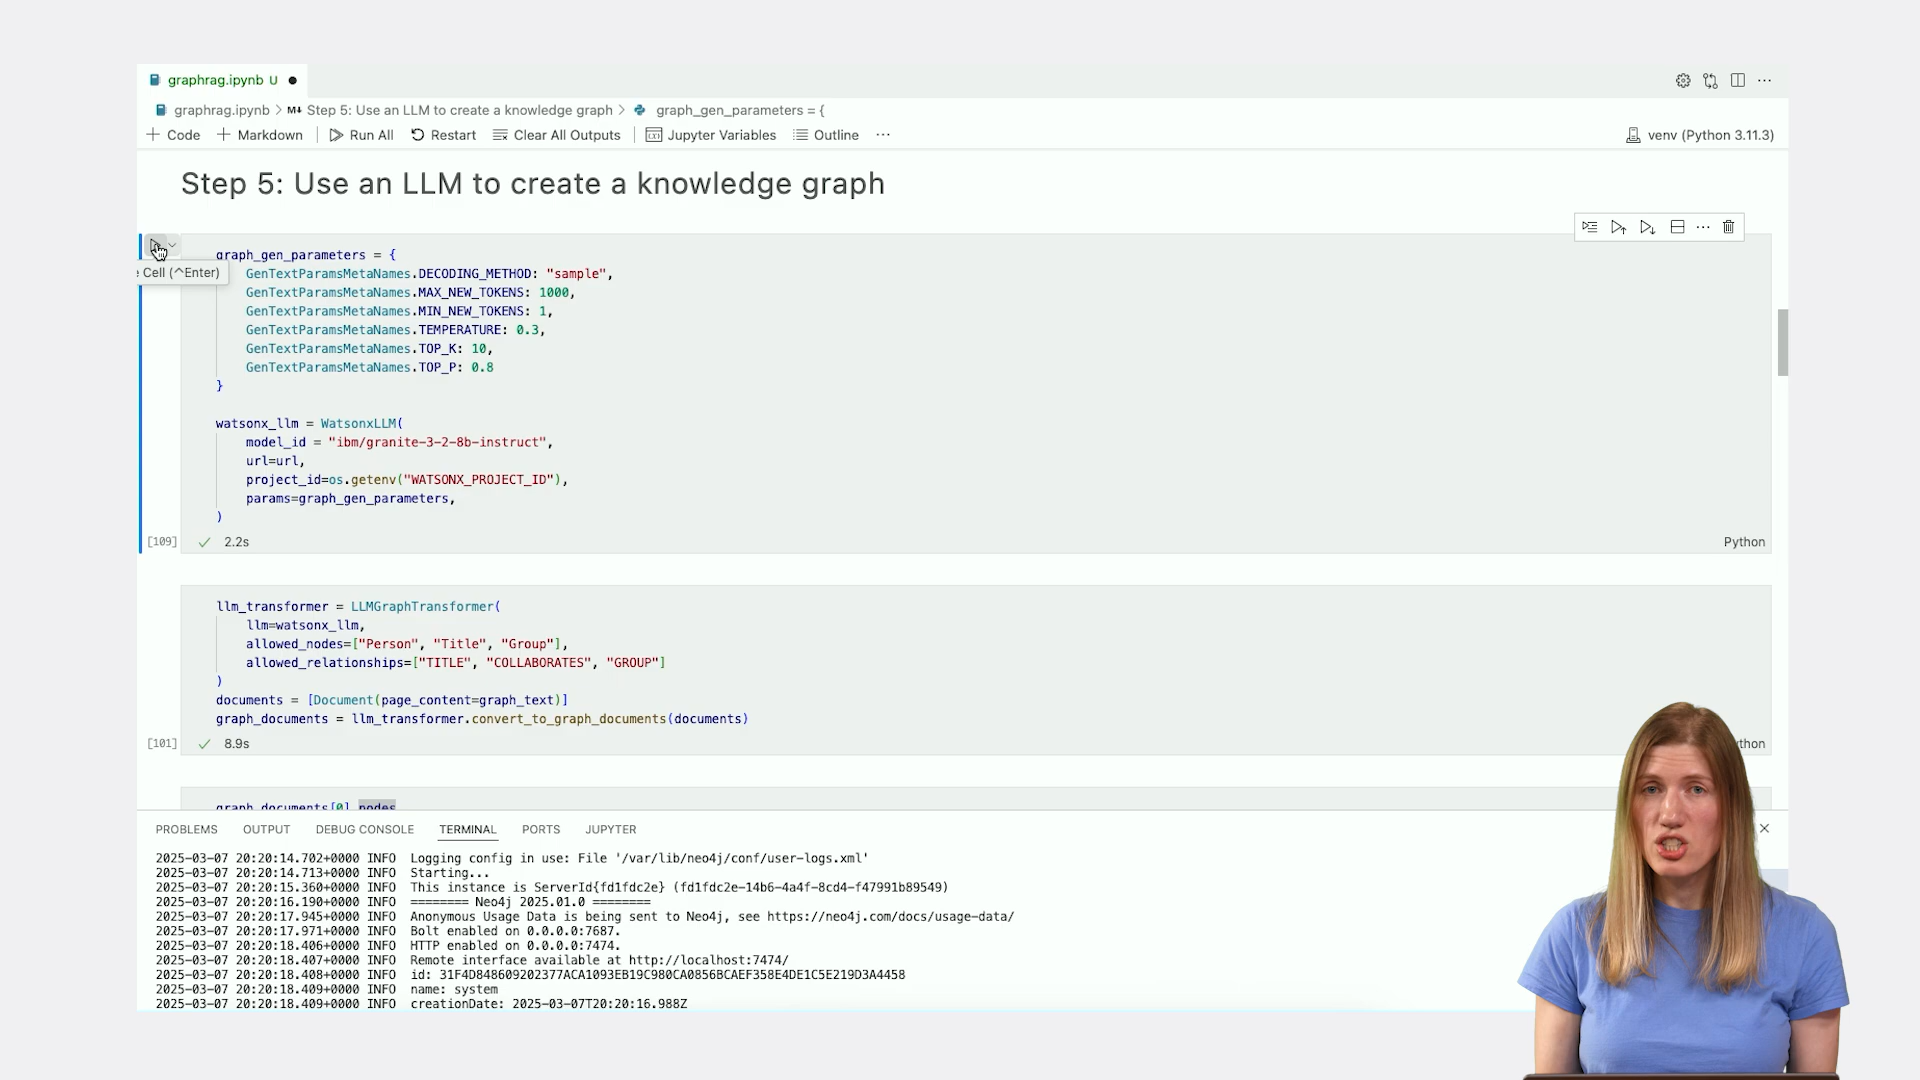 graphrag.ipynb U
graphrag.ipynb > M↓ Step 5: Use an LLM to create a knowledge graph > graph_gen_parameters = {
+ Code + Markdown Run All Restart Clear All Outputs Jupyter Variables Outline ··· venv (Python 3.11.3)
Step 5: Use an LLM to create a knowledge graph
graph_gen_parameters = {
Cell (^Enter)
GenTextParamsMetaNames.DECODING_METHOD: "sample",
GenTextParamsMetaNames.MAX_NEW_TOKENS: 1000,
GenTextParamsMetaNames.MIN_NEW_TOKENS: 1,
GenTextParamsMetaNames.TEMPERATURE: 0.3,
GenTextParamsMetaNames.TOP_K: 10,
GenTextParamsMetaNames.TOP_P: 0.8
}
watsonx_llm = WatsonxLLM(
model_id = "ibm/granite-3-2-8b-instruct",
url=url,
project_id=os.getenv("WATSONX_PROJECT_ID"),
params=graph_gen_parameters,
)
[109] 2.2s Python
llm_transformer = LLMGraphTransformer(
llm=watsonx_llm,
allowed_nodes=["Person", "Title", "Group"],
allowed_relationships=["TITLE", "COLLABORATES", "GROUP"]
)
documents = [Document(page_content=graph_text)]
graph_documents = llm_transformer.convert_to_graph_documents(documents)
[101] 8.9s thon
graph_documents[0].nodes
PROBLEMS OUTPUT DEBUG CONSOLE TERMINAL PORTS JUPYTER
2025-03-07 20:20:14.702+0000 INFO Logging config in use: File '/var/lib/neo4j/conf/user-logs.xml'
2025-03-07 20:20:14.713+0000 INFO Starting...
2025-03-07 20:20:15.360+0000 INFO This instance is ServerId{fd1fdc2e} (fd1fdc2e-14b6-4a4f-8cd4-f47991b89549)
2025-03-07 20:20:16.190+0000 INFO ======== Neo4j 2025.01.0 ========
2025-03-07 20:20:17.945+0000 INFO Anonymous Usage Data is being sent to Neo4j, see https://neo4j.com/docs/usage-data/
2025-03-07 20:20:17.971+0000 INFO Bolt enabled on 0.0.0.0:7687.
2025-03-07 20:20:18.406+0000 INFO HTTP enabled on 0.0.0.0:7474.
2025-03-07 20:20:18.407+0000 INFO Remote interface available at http://localhost:7474/
2025-03-07 20:20:18.408+0000 INFO id: 31F4D848609202377ACA1093EB19C980CA0856BCAEF358E4DE1C5E219D3A4458
2025-03-07 20:20:18.409+0000 INFO name: system
2025-03-07 20:20:18.409+0000 INFO creationDate: 2025-03-07T20:20:16.988Z